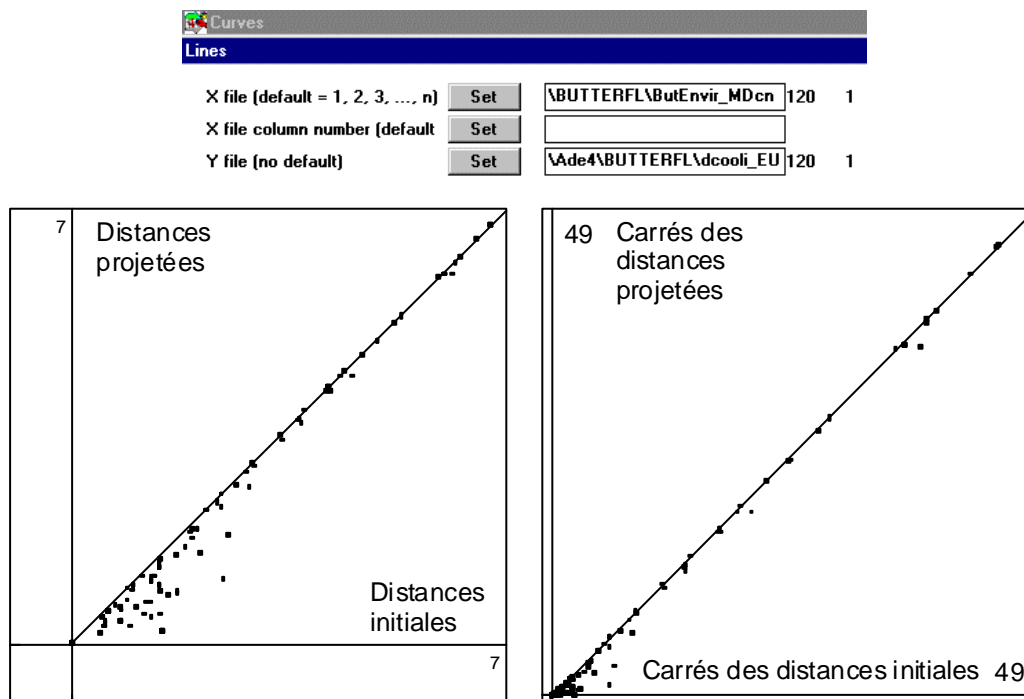 Curves
Lines
X file (default = 1, 2, 3, ..., n) Set \BUTTERFL\ButEnvir_MDcn 120 1
X file column number (default Set
Y file (no default) Set \Ade4\BUTTERFL\dcooli_EU 120 1
7
Distances
projetées
Distances
initiales
7
49
Carrés des
distances
projetées
Carrés des distances initiales 49